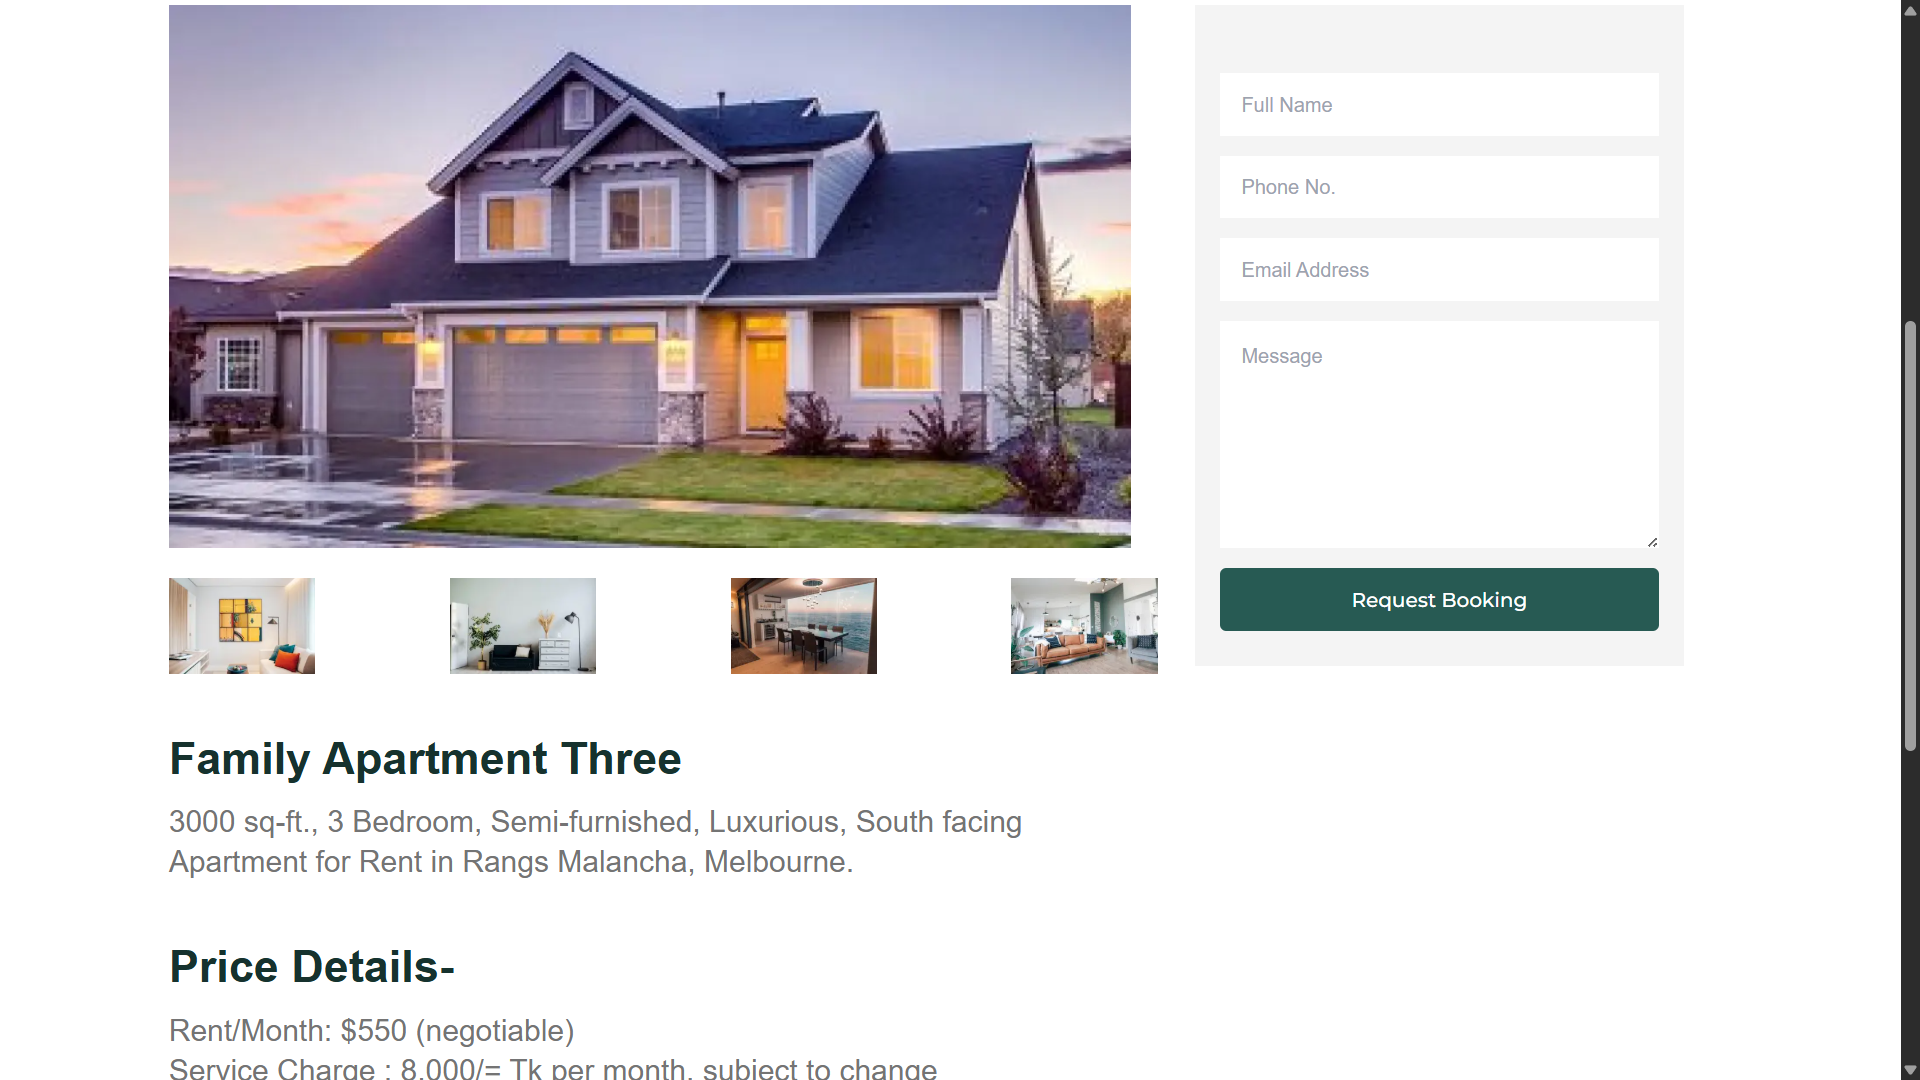 Full Name
Phone No.
Email Address
Message
Request Booking
Family Apartment Three
3000 sq-ft., 3 Bedroom, Semi-furnished, Luxurious, South facing
Apartment for Rent in Rangs Malancha, Melbourne.
Price Details-
Rent/Month: $550 (negotiable)
Service Charge : 8,000/= Tk per month, subject to change